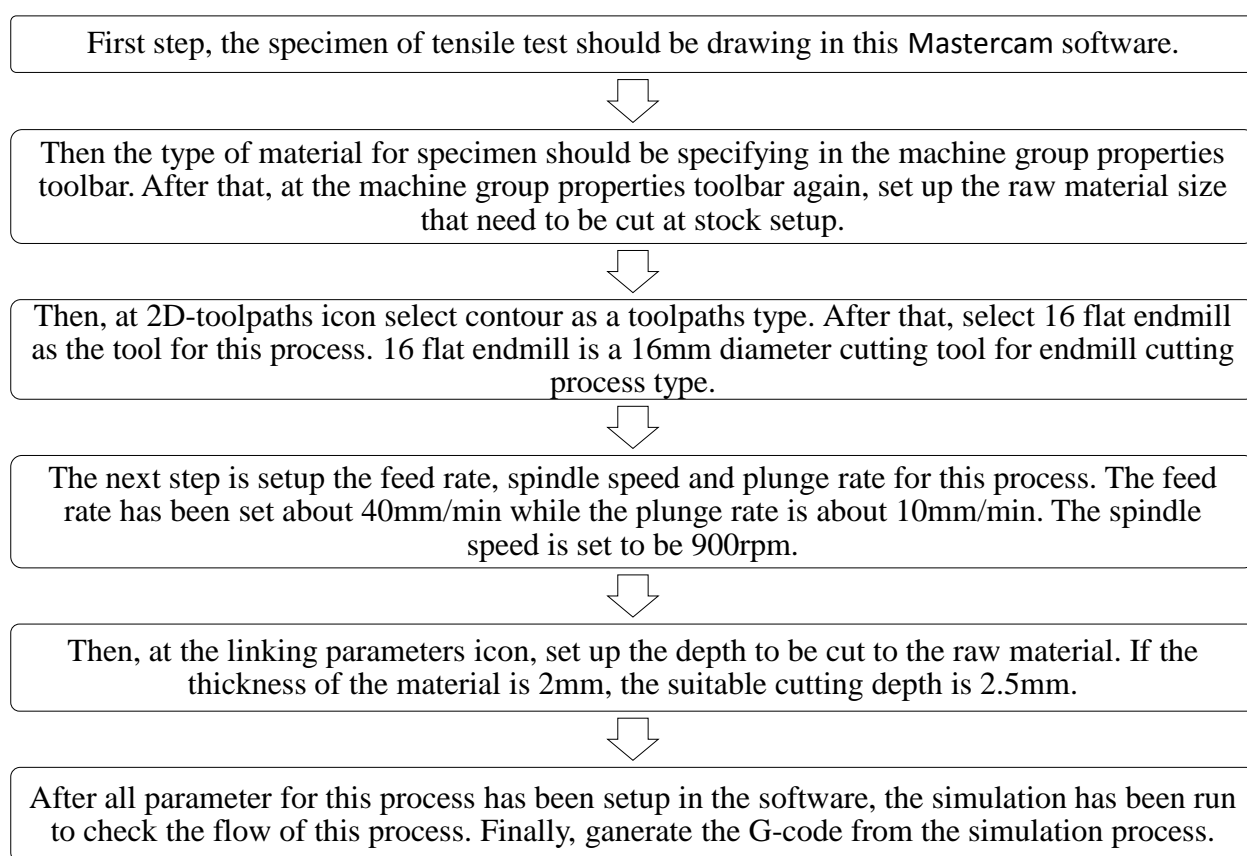 First step, the specimen of tensile test should be drawing in this Mastercam software.
Then the type of material for specimen should be specifying in the machine group properties
toolbar. After that, at the machine group properties toolbar again, set up the raw material size
that need to be cut at stock setup.
Then, at 2D-toolpaths icon select contour as a toolpaths type. After that, select 16 flat endmill
as the tool for this process. 16 flat endmill is a 16mm diameter cutting tool for endmill cutting
process type.
The next step is setup the feed rate, spindle speed and plunge rate for this process. The feed
rate has been set about 40mm/min while the plunge rate is about 10mm/min. The spindle
speed is set to be 900rpm.
Then, at the linking parameters icon, set up the depth to be cut to the raw material. If the
thickness of the material is 2mm, the suitable cutting depth is 2.5mm.
After all parameter for this process has been setup in the software, the simulation has been run
to check the flow of this process. Finally, ganerate the G-code from the simulation process.